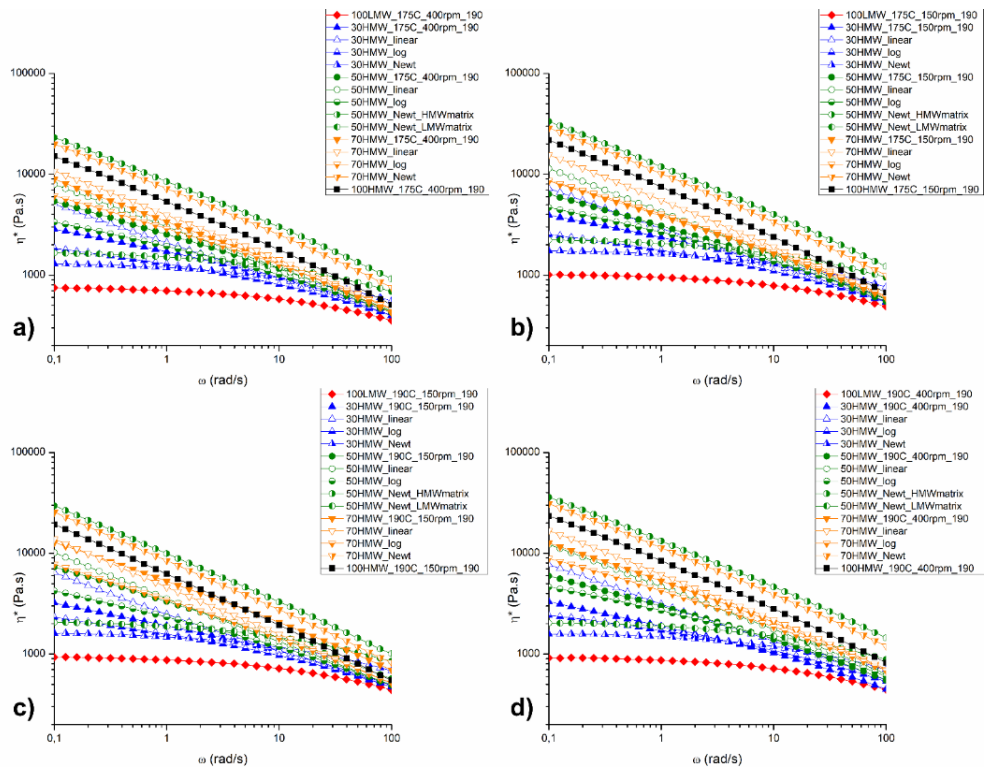 100LMW_175C_400rpm_190
30HMW_175C_400rpm_190
30HMW_linear
30HMW_log
30HMW_Newt
50HMW_175C_400rpm_190
50HMW_linear
50HMW_log
50HMW_Newt_HMWmatrix
50HMW_Newt_LMWmatrix
70HMW_175C_400rpm_190
70HMW_linear
70HMW_log
70HMW_Newt
100HMW_175C_400rpm_190
100000
10000
1000
η* (Pa.s)
a)
0,1
1
10
100
ω (rad/s)
100LMW_175C_150rpm_190
30HMW_175C_150rpm_190
30HMW_linear
30HMW_log
30HMW_Newt
50HMW_175C_150rpm_190
50HMW_linear
50HMW_log
50HMW_Newt_HMWmatrix
50HMW_Newt_LMWmatrix
70HMW_175C_150rpm_190
70HMW_linear
70HMW_log
70HMW_Newt
100HMW_175C_150rpm_190
100000
10000
1000
η* (Pa.s)
b)
0,1
1
10
100
ω (rad/s)
100LMW_190C_150rpm_190
30HMW_190C_150rpm_190
30HMW_linear
30HMW_log
30HMW_Newt
50HMW_190C_150rpm_190
50HMW_linear
50HMW_log
50HMW_Newt_HMWmatrix
50HMW_Newt_LMWmatrix
70HMW_190C_150rpm_190
70HMW_linear
70HMW_log
70HMW_Newt
100HMW_190C_150rpm_190
100000
10000
1000
η* (Pa.s)
c)
0,1
1
10
100
ω (rad/s)
100LMW_190C_400rpm_190
30HMW_190C_400rpm_190
30HMW_linear
30HMW_log
30HMW_Newt
50HMW_190C_400rpm_190
50HMW_linear
50HMW_log
50HMW_Newt_HMWmatrix
50HMW_Newt_LMWmatrix
70HMW_190C_400rpm_190
70HMW_linear
70HMW_log
70HMW_Newt
100HMW_190C_400rpm_190
100000
10000
1000
η* (Pa.s)
d)
0,1
1
10
100
ω (rad/s)